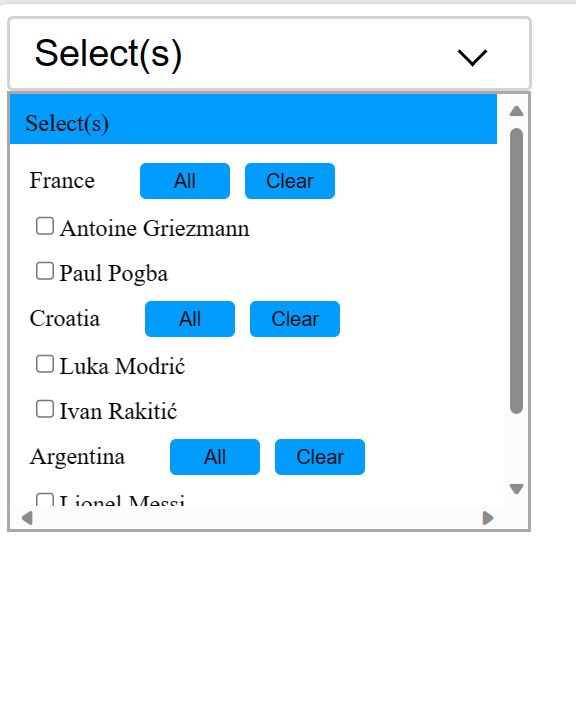 Select(s)
Select(s)
France All Clear
Antoine Griezmann
Paul Pogba
Croatia All Clear
Luka Modrić
Ivan Rakitić
Argentina All Clear
Lionel Messi